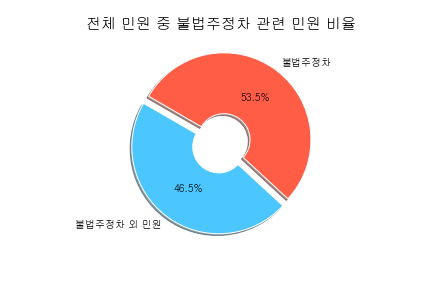 전체 민원 중 불법주정차 관련 민원 비율
불법주정차
53.5%
46.5%
불법주정차 외 민원